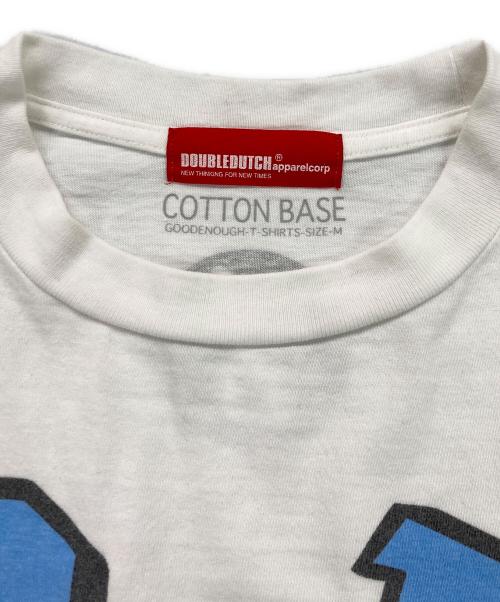 DOUBLEDUTCH® apparelcorp
NEW THINKING FOR NEW TIMES
COTTON BASE
GOODENOUGH-T-SHIRTS-SIZE-M